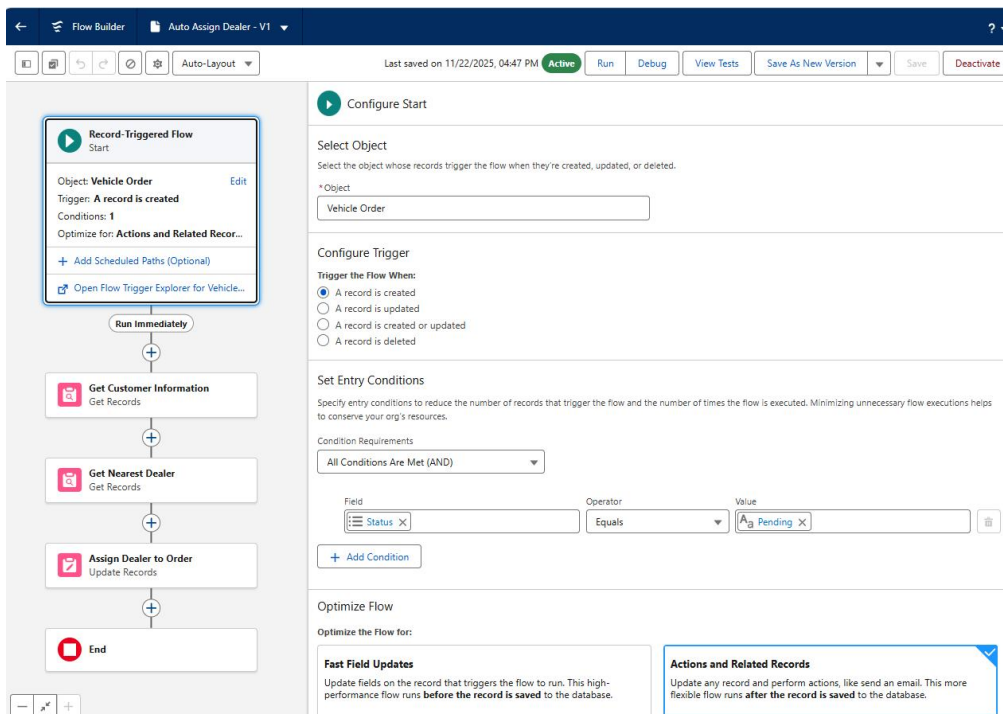 Flow Builder
Auto Assign Dealer - V1
?
Auto-Layout
Last saved on 11/22/2025, 04:47 PM
Active
Run
Debug
View Tests
Save As New Version
Save
Deactivate
Record-Triggered Flow
Start
Object: Vehicle Order
Edit
Trigger: A record is created
Conditions: 1
Optimize for: Actions and Related Recor...
+ Add Scheduled Paths (Optional)
Open Flow Trigger Explorer for Vehicle...
Run Immediately
Get Customer Information
Get Records
Get Nearest Dealer
Get Records
Assign Dealer to Order
Update Records
End
Configure Start
Select Object
Select the object whose records trigger the flow when they're created, updated, or deleted.
*Object
Vehicle Order
Configure Trigger
Trigger the Flow When:
A record is created
A record is updated
A record is created or updated
A record is deleted
Set Entry Conditions
Specify entry conditions to reduce the number of records that trigger the flow and the number of times the flow is executed. Minimizing unnecessary flow executions helps
to conserve your org's resources.
Condition Requirements
All Conditions Are Met (AND)
Field
Operator
Value
Status
Equals
Aa Pending
+ Add Condition
Optimize Flow
Optimize the Flow for:
Fast Field Updates
Update fields on the record that triggers the flow to run. This high-
performance flow runs before the record is saved to the database.
Actions and Related Records
Update any record and perform actions, like send an email. This more
flexible flow runs after the record is saved to the database.